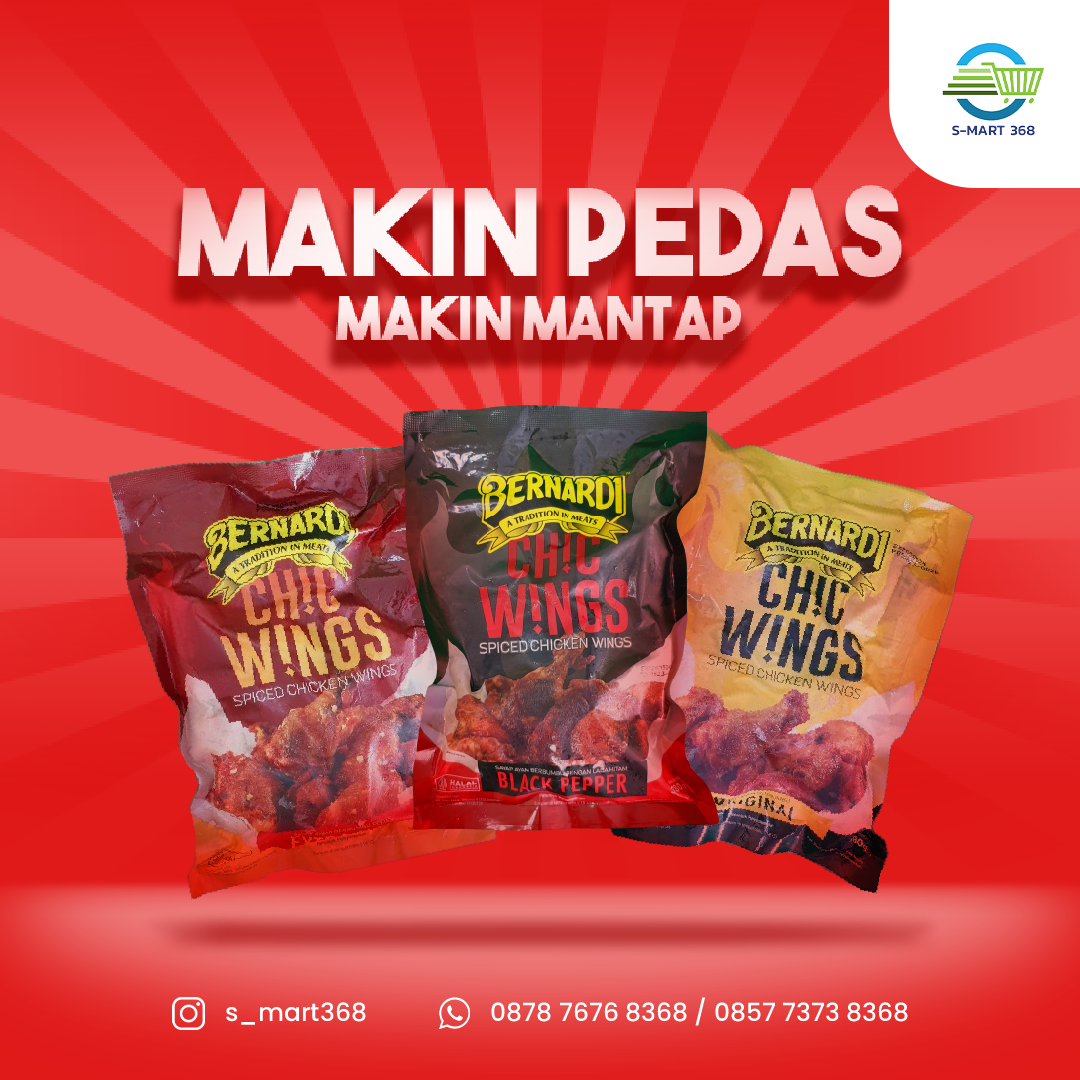 S-MART 368
MAKIN PEDAS
MAKIN MANTAP
BERNARDI
A TRADITION IN MEATS
CH!C
W!NGS
SPICED CHICKEN WINGS
BERNARDI
A TRADITION IN MEATS
CH!C
W!NGS
SPICED CHICKEN WINGS
HALAL
BLACK PEPPER
BERNARDI
A TRADITION IN MEATS
CH!C
W!NGS
SPICED CHICKEN WINGS
ORIGINAL
s_mart368
0878 7676 8368 / 0857 7373 8368